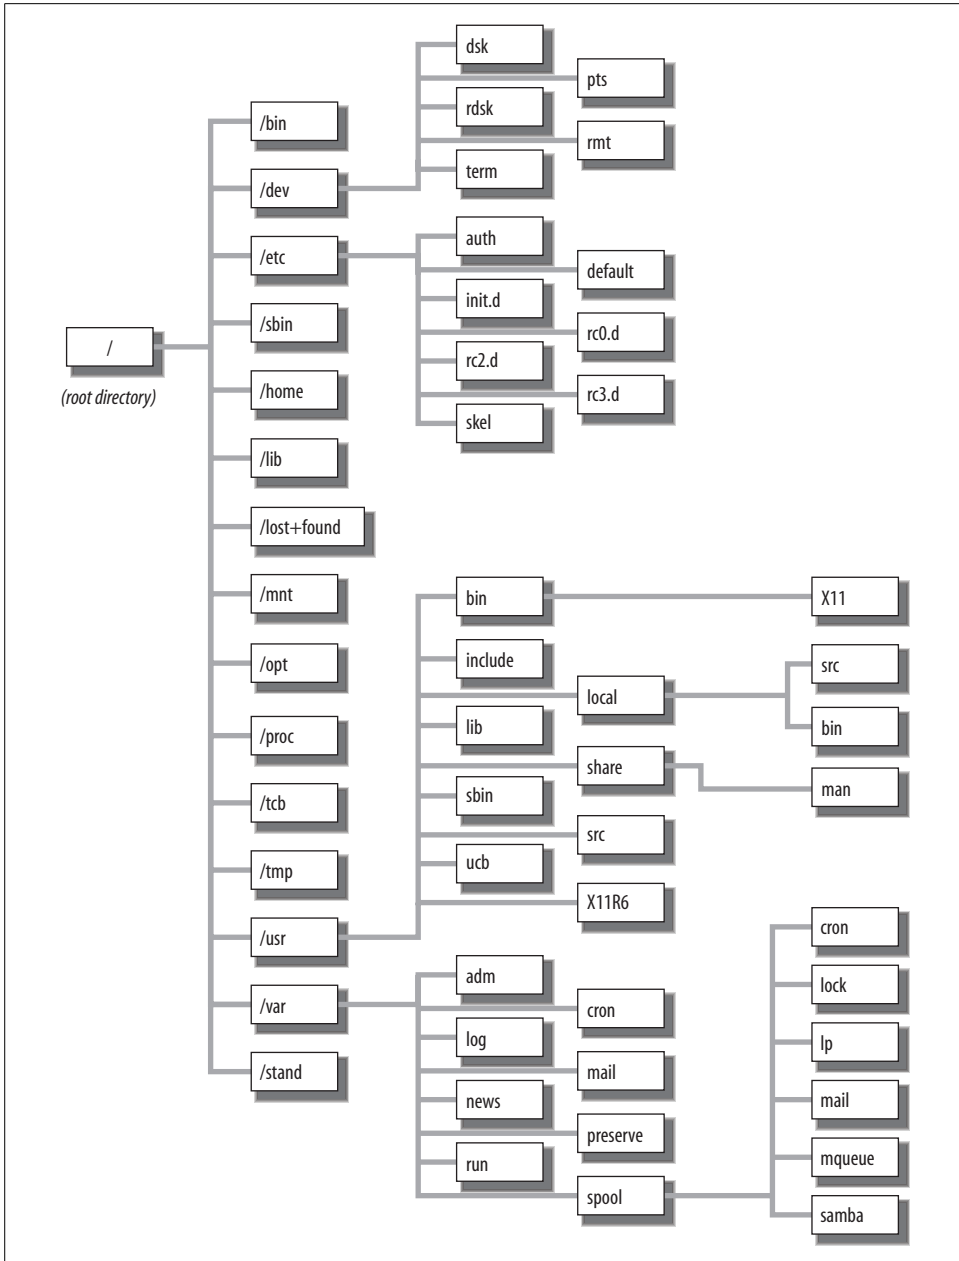 /
(root directory)
/bin
/dev
/etc
/sbin
/home
/lib
/lost+found
/mnt
/opt
/proc
/tcb
/tmp
/usr
/var
/stand
dsk
pts
rdsk
rmt
term
auth
default
init.d
rc0.d
rc2.d
rc3.d
skel
bin
X11
include
local
src
bin
lib
share
man
sbin
src
ucb
X11R6
adm
cron
log
mail
news
preserve
run
spool
cron
lock
lp
mail
mqueue
samba